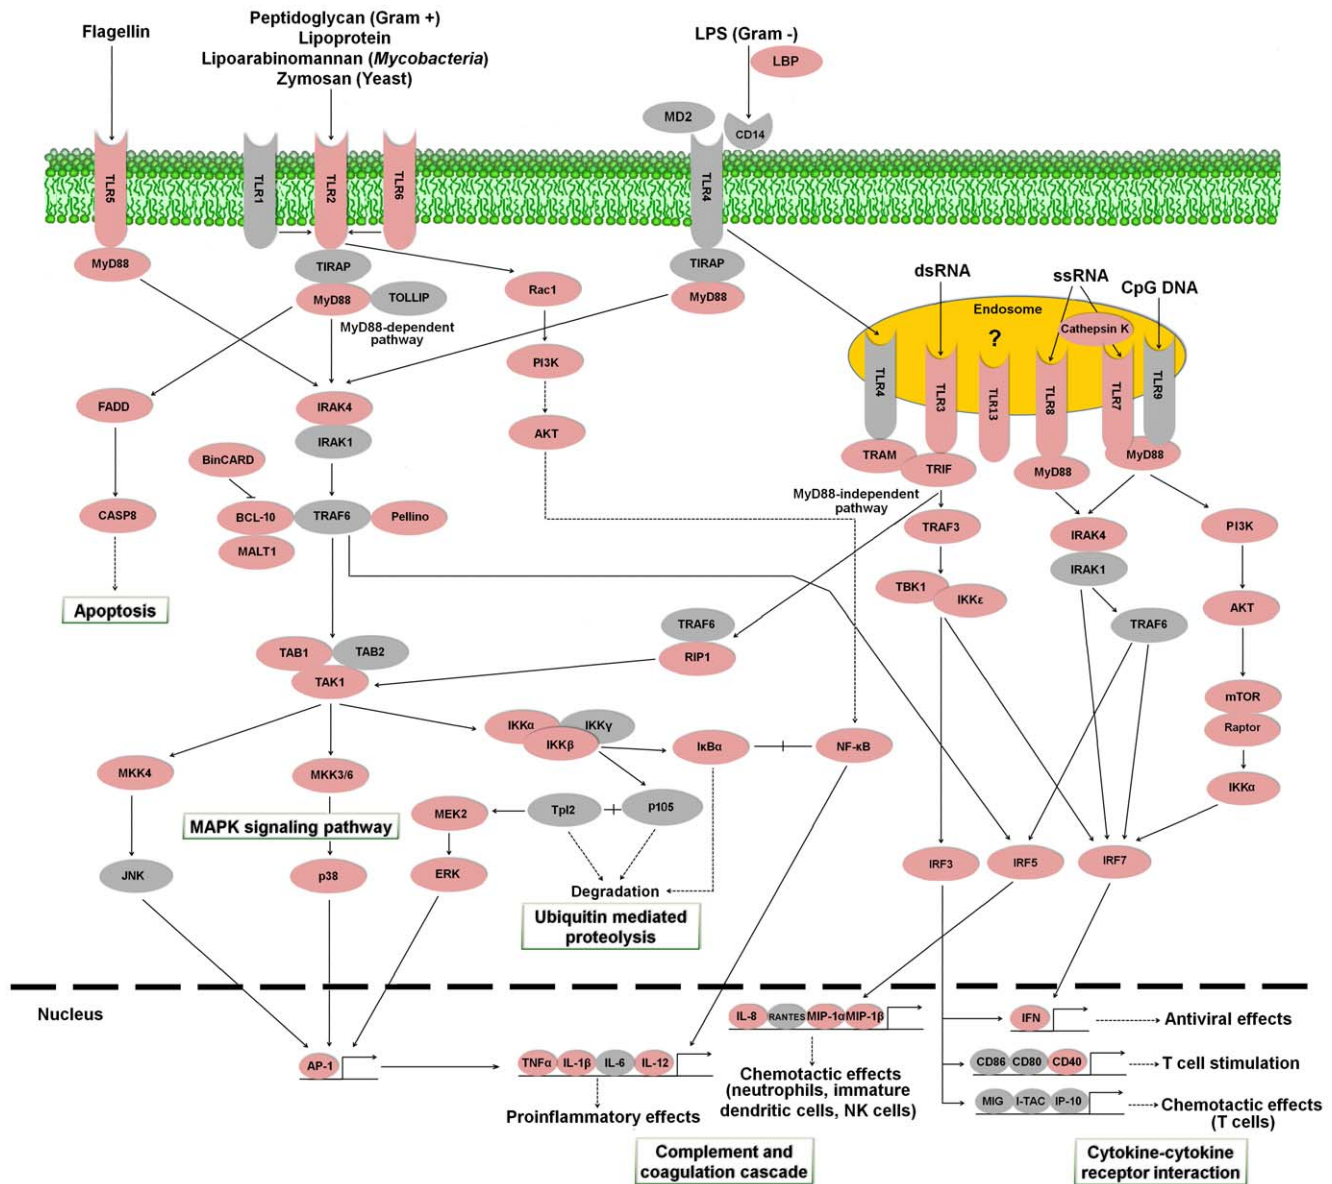 Flagellin
Peptidoglycan (Gram +)
Lipoprotein
Lipoarabinomannan (Mycobacteria)
Zymosan (Yeast)
LPS (Gram -)
LBP
MD2
CD14
TLR5
TLR1
TLR2
TLR6
TLR4
MyD88
TIRAP
MyD88
TOLLIP
MyD88-dependent
pathway
Rac1
TIRAP
MyD88
dsRNA
ssRNA
CpG DNA
Endosome
?
Cathepsin K
TLR4
TLR3
TLR13
TLR8
TLR7
TLR9
PI3K
FADD
IRAK4
IRAK1
AKT
TRAM
TRIF
MyD88
MyD88
BinCARD
MyD88-independent
pathway
CASP8
BCL-10
TRAF6
Pellino
MALT1
TRAF3
IRAK4
IRAK1
PI3K
Apoptosis
TBK1
IKKε
AKT
TRAF6
TRAF6
RIP1
TAB1
TAB2
TAK1
mTOR
Raptor
IKKα
IKKγ
IKKβ
IκBα
NF-κB
MKK4
MKK3/6
IKKα
MEK2
Tpl2
p105
MAPK signaling pathway
JNK
p38
ERK
IRF3
IRF5
IRF7
Degradation
Ubiquitin mediated
proteolysis
Nucleus
IL-8
RANTES
MIP-1α
MIP-1β
IFN
Antiviral effects
AP-1
TNFα
IL-1β
IL-6
IL-12
CD86
CD80
CD40
T cell stimulation
Chemotactic effects
(neutrophils, immature
dendritic cells, NK cells)
MIG
I-TAC
IP-10
Chemotactic effects
(T cells)
Proinflammatory effects
Complement and
coagulation cascade
Cytokine-cytokine
receptor interaction